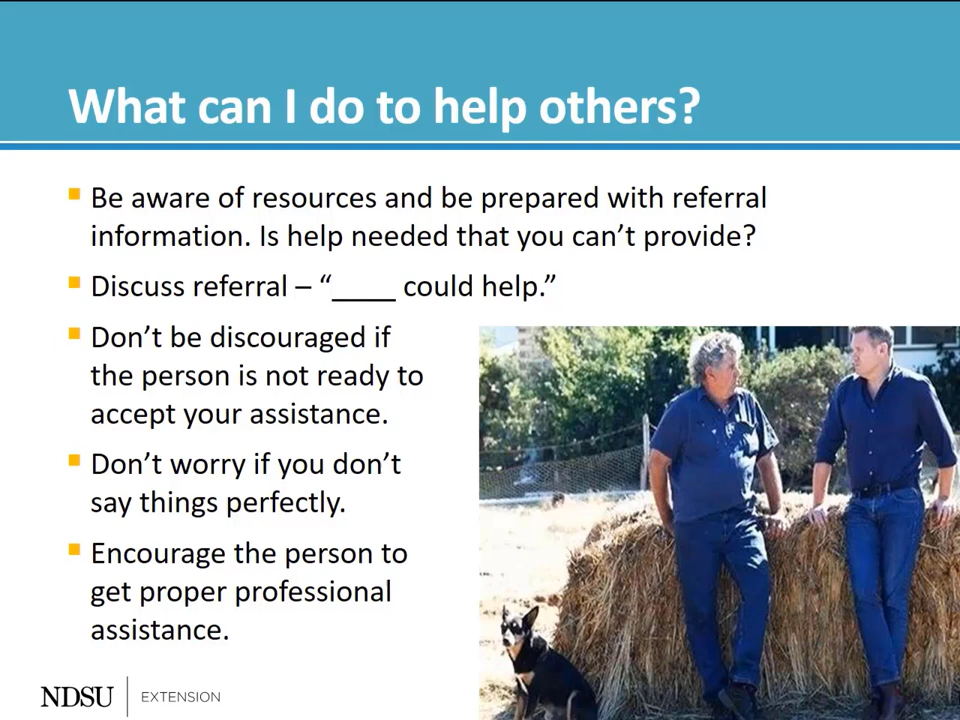 What can I do to help others?
Be aware of resources and be prepared with referral
information. Is help needed that you can’t provide?
Discuss referral – “____ could help.”
Don’t be discouraged if
the person is not ready to
accept your assistance.
Don’t worry if you don’t
say things perfectly.
Encourage the person to
get proper professional
assistance.
NDSU EXTENSION